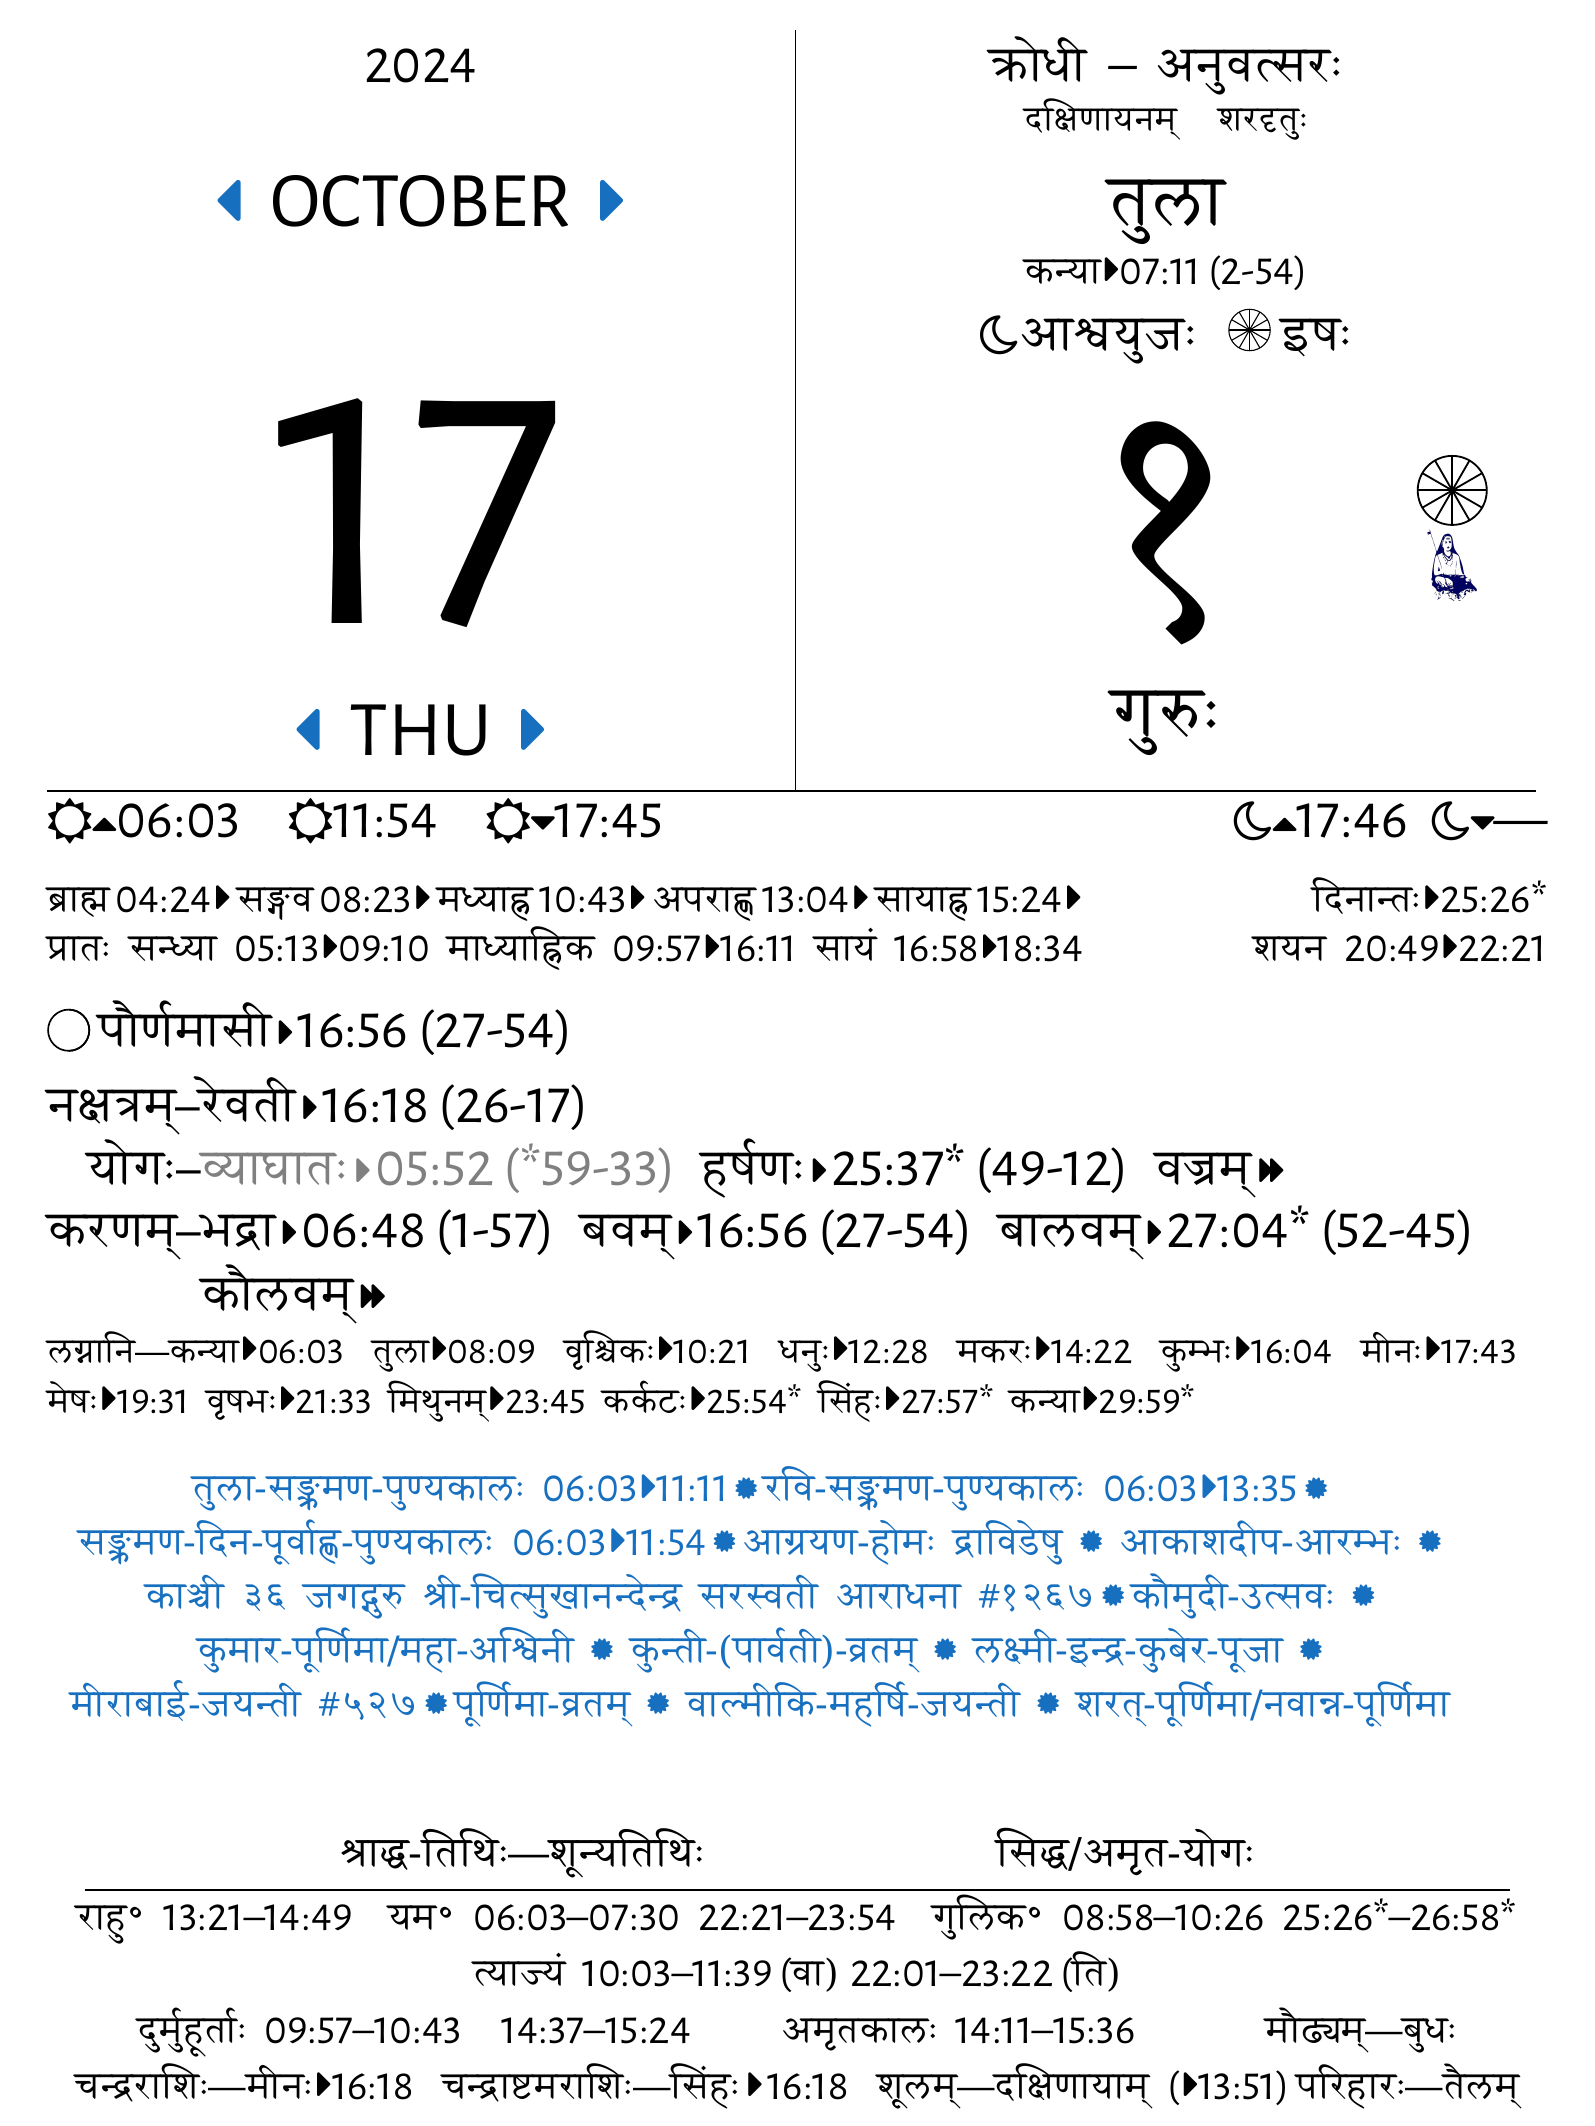 2024
OCTOBER
17
THU
क्रोधी – अनुवत्सरः
दक्षिणायनम् शरदृतुः
तुला
कन्या 07:11 (2-54)
आश्वयुजः इषः
१
गुरुः
06:03 11:54 17:45 17:46 —
ब्राह्म 04:24 सङ्गव 08:23 मध्याह्न 10:43 अपराह्ण 13:04 सायाह्न 15:24 दिनान्तः 25:26*
प्रातः सन्ध्या 05:13 09:10 माध्याह्निक 09:57 16:11 सायं 16:58 18:34 शयन 20:49 22:21
पौर्णमासी 16:56 (27-54)
नक्षत्रम्–रेवती 16:18 (26-17)
योगः–व्याघातः 05:52 (*59-33) हर्षणः 25:37* (49-12) वज्रम्
करणम्–भद्रा 06:48 (1-57) बवम् 16:56 (27-54) बालवम् 27:04* (52-45)
कौलवम्
लग्नानि—कन्या 06:03 तुला 08:09 वृश्चिकः 10:21 धनुः 12:28 मकरः 14:22 कुम्भः 16:04 मीनः 17:43
मेषः 19:31 वृषभः 21:33 मिथुनम् 23:45 कर्कटः 25:54* सिंहः 27:57* कन्या 29:59*
तुला-सङ्क्रमण-पुण्यकालः 06:03 11:11 रवि-सङ्क्रमण-पुण्यकालः 06:03 13:35
सङ्क्रमण-दिन-पूर्वाह्ण-पुण्यकालः 06:03 11:54 आग्रयण-होमः द्राविडेषु आकाशदीप-आरम्भः
काञ्ची ३६ जगद्गुरु श्री-चित्सुखानन्देन्द्र सरस्वती आराधना #१२६७ कौमुदी-उत्सवः
कुमार-पूर्णिमा/महा-अश्विनी कुन्ती-(पार्वती)-व्रतम् लक्ष्मी-इन्द्र-कुबेर-पूजा
मीराबाई-जयन्ती #५२७ पूर्णिमा-व्रतम् वाल्मीकि-महर्षि-जयन्ती शरत्-पूर्णिमा/नवान्न-पूर्णिमा
श्राद्ध-तिथिः—शून्यतिथिः सिद्ध/अमृत-योगः
राहु॰ 13:21–14:49 यम॰ 06:03–07:30 22:21–23:54 गुलिक॰ 08:58–10:26 25:26*–26:58*
त्याज्यं 10:03–11:39 (वा) 22:01–23:22 (ति)
दुर्मुहूर्ताः 09:57–10:43 14:37–15:24 अमृतकालः 14:11–15:36 मौढ्यम्—बुधः
चन्द्रराशिः—मीनः 16:18 चन्द्राष्टमराशिः—सिंहः 16:18 शूलम्—दक्षिणायाम् ( 13:51) परिहारः—तैलम्